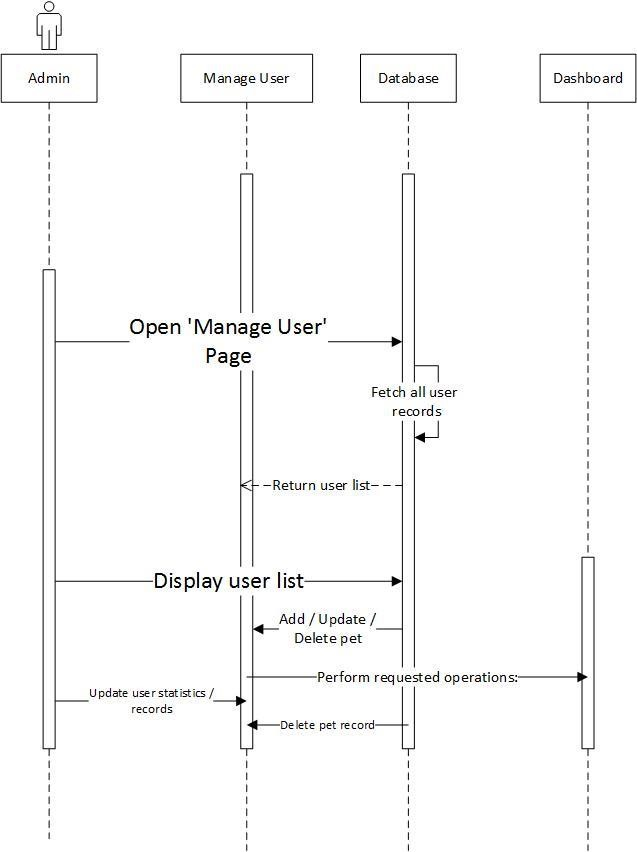 Admin
Manage User
Database
Dashboard
Open 'Manage User'
Page
Fetch all user
records
Return user list
Display user list
Add / Update /
Delete pet
Perform requested operations:
Update user statistics /
records
Delete pet record